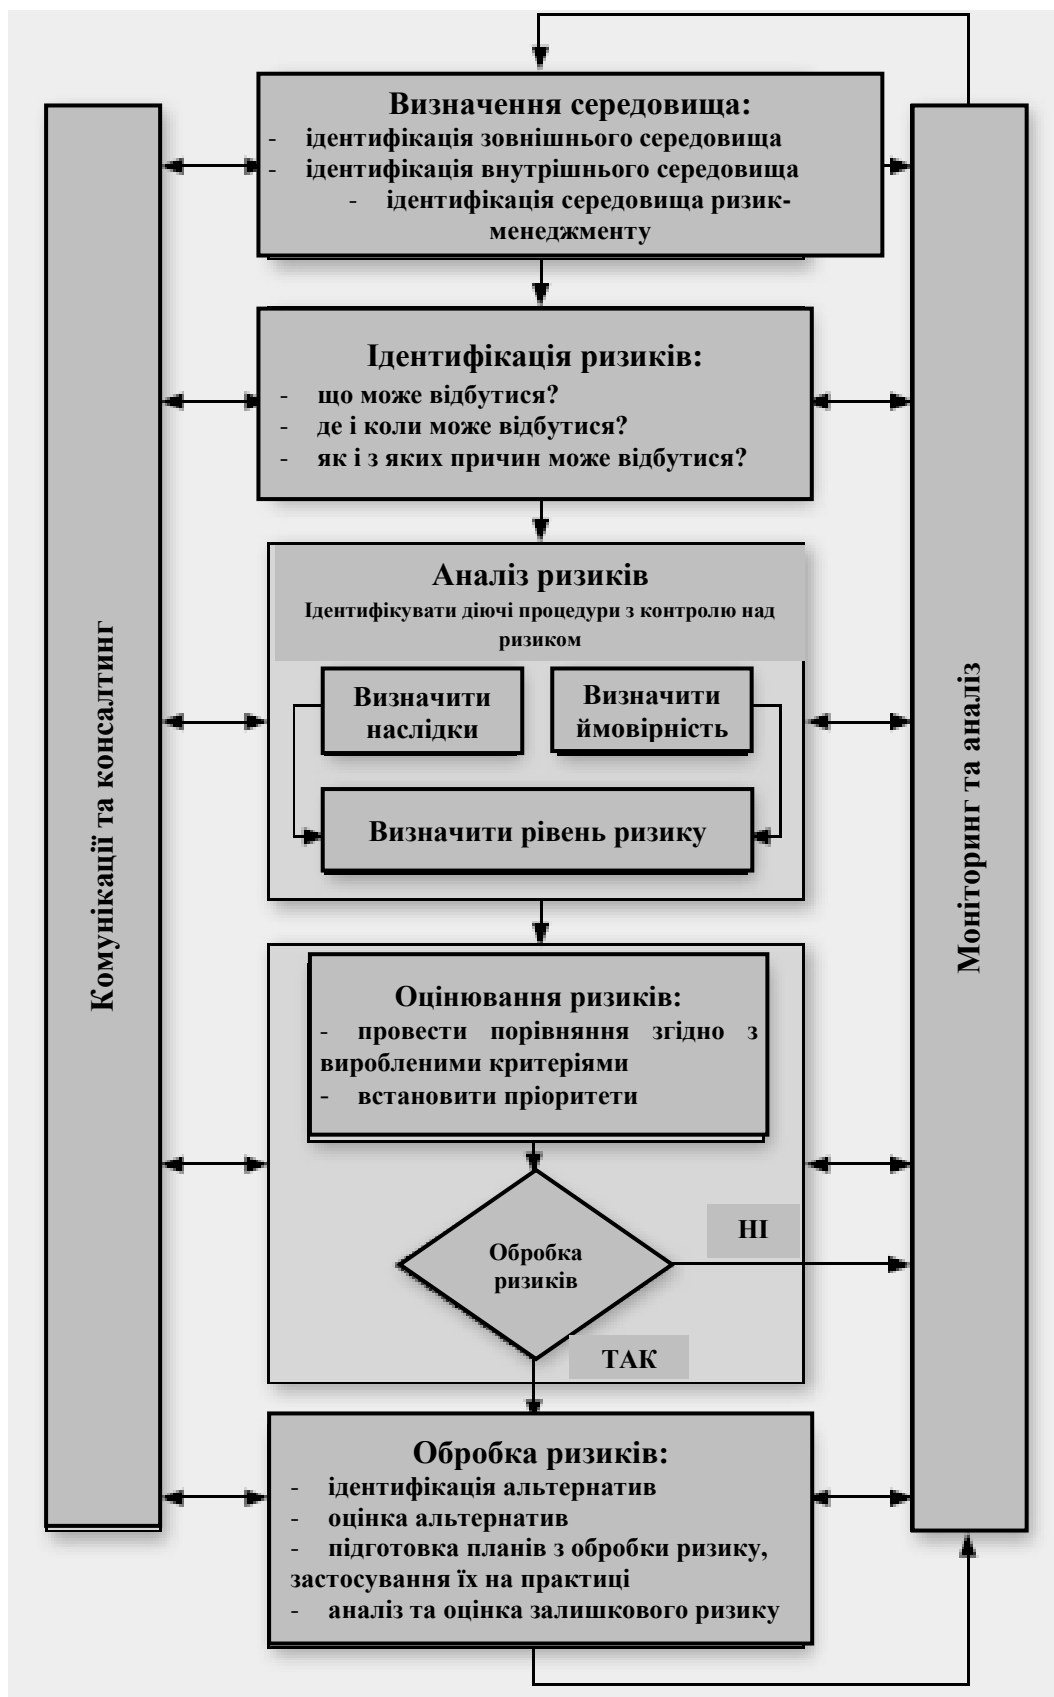 Визначення середовища:
- ідентифікація зовнішнього середовища
- ідентифікація внутрішнього середовища
- ідентифікація середовища ризик-
менеджменту
Ідентифікація ризиків:
- що може відбутися?
- де і коли може відбутися?
- як і з яких причин може відбутися?
Аналіз ризиків
Ідентифікувати діючі процедури з контролю над
ризиком
Визначити
наслідки
Визначити
ймовірність
Визначити рівень ризику
Комунікації та консалтинг
Моніторинг та аналіз
Оцінювання ризиків:
- провести порівняння згідно з
виробленими критеріями
- встановити пріоритети
Обробка
ризиків
НІ
ТАК
Обробка ризиків:
- ідентифікація альтернатив
- оцінка альтернатив
- підготовка планів з обробки ризику,
застосування їх на практиці
- аналіз та оцінка залишкового ризику